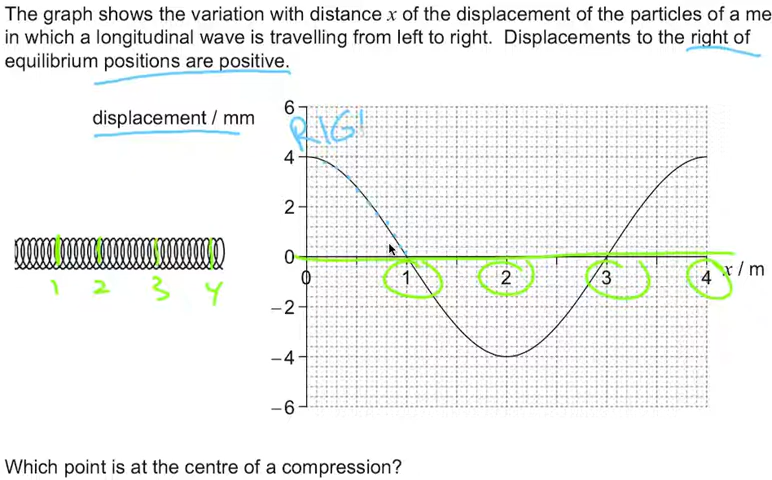 The graph shows the variation with distance x of the displacement of the particles of a me
in which a longitudinal wave is travelling from left to right. Displacements to the right of
equilibrium positions are positive.
displacement / mm
6
RIG
4
2
0
-2
-4
-6
0 1 2 3 4 x / m
1 2 3 4
Which point is at the centre of a compression?